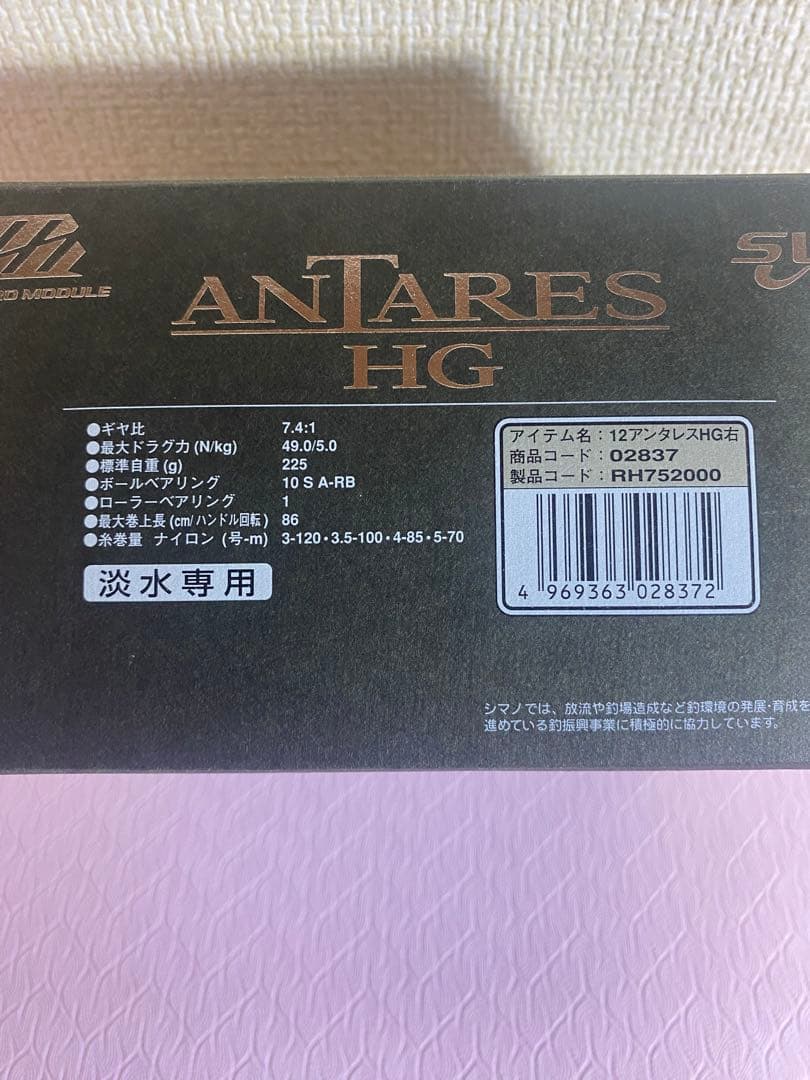 MODULE
ANTARES
HG
●ギヤ比 7.4:1
●最大ドラグ力(N/kg) 49.0/5.0
●標準自重(g) 225
●ボールベアリング 10 S A-RB
●ローラーベアリング 1
●最大巻上長(cm/ハンドル回転) 86
●糸巻量 ナイロン (号-m) 3-120・3.5-100・4-85・5-70
淡水専用
アイテム名:12アンタレスHG右
商品コード:02837
製品コード:RH752000
4 969363 028372
シマノでは、放流や釣場造成など釣環境の発展・育成を
進めている釣振興事業に積極的に協力しています。